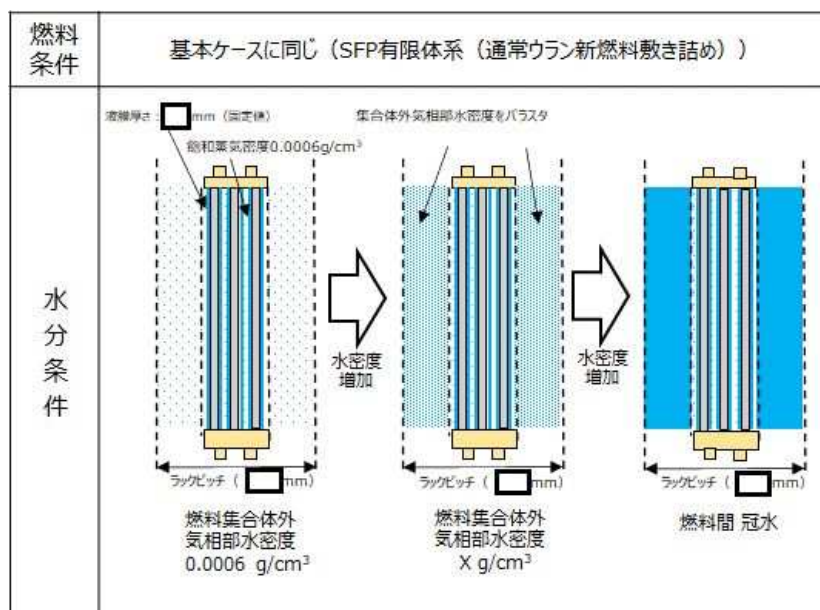 燃料
条件
基本ケースに同じ（SFP有限体系（通常ウラン新燃料敷き詰め））
水
分
条
件
液膜厚さ：mm（固定値）
飽和蒸気密度0.0006g/cm³
集合体外気相部水密度をパラスタ
水密度
増加
水密度
増加
ラックピッチ（ mm）
ラックピッチ（ mm）
ラックピッチ（ mm）
燃料集合体外
気相部水密度
0.0006 g/cm³
燃料集合体外
気相部水密度
X g/cm³
燃料間 冠水